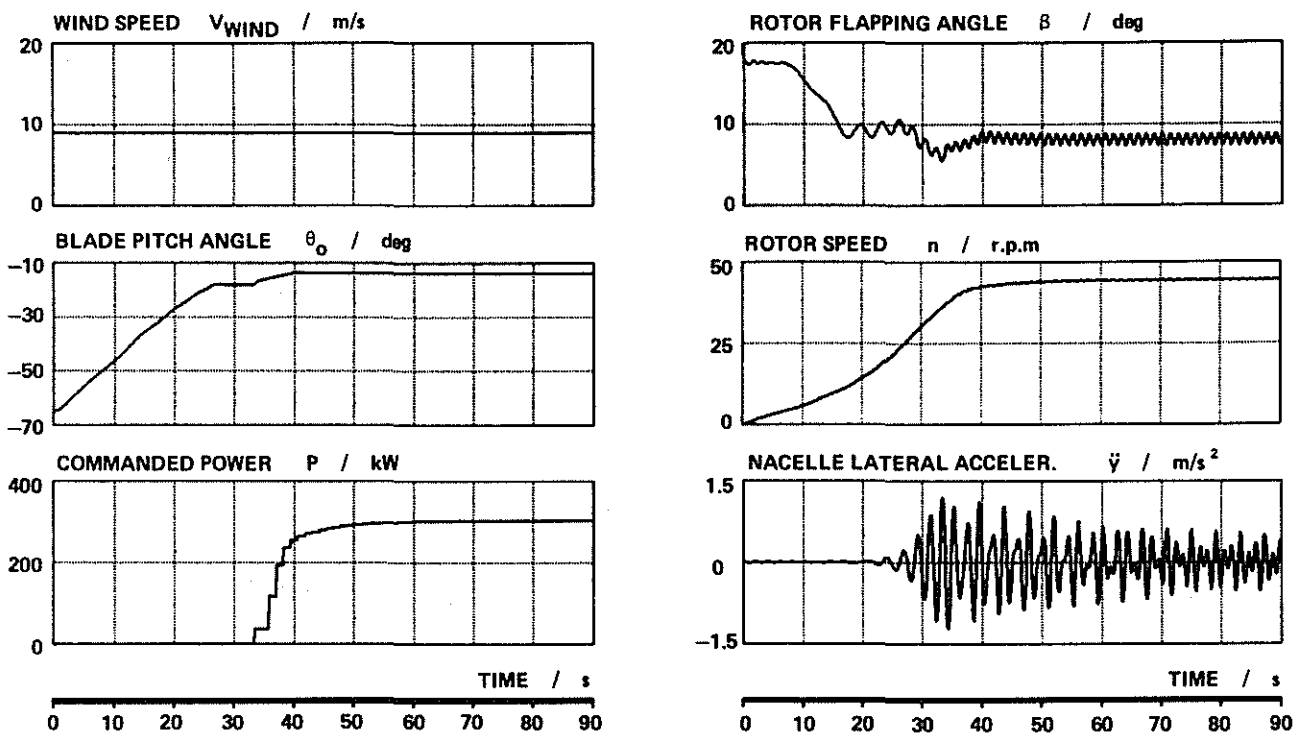 WIND SPEED V_WIND / m/s
20
10
0
BLADE PITCH ANGLE θ_o / deg
−10
−30
−50
−70
COMMANDED POWER P / kW
400
200
0
TIME / s
0 10 20 30 40 50 60 70 80 90
ROTOR FLAPPING ANGLE β / deg
20
10
0
ROTOR SPEED n / r.p.m
50
25
0
NACELLE LATERAL ACCELER. ÿ / m/s²
1.5
0
−1.5
TIME / s
0 10 20 30 40 50 60 70 80 90